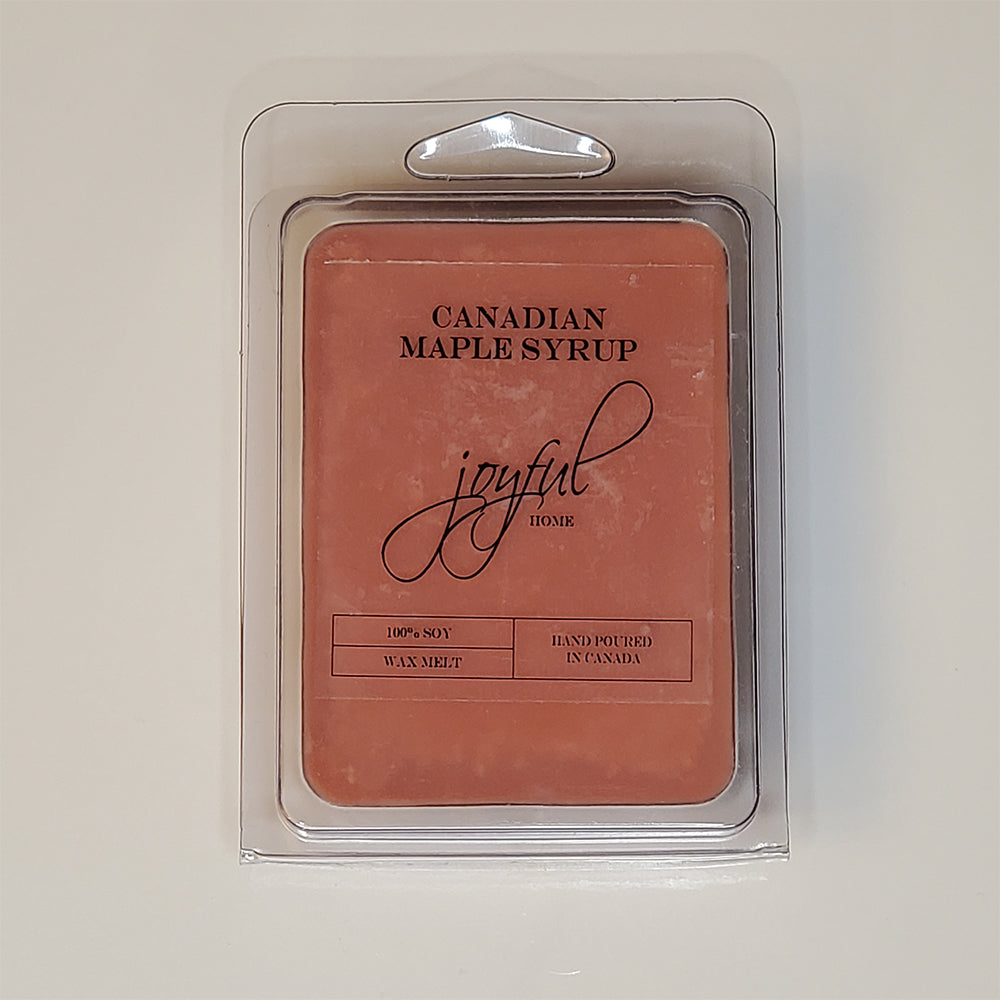 CANADIAN
MAPLE SYRUP
joyful
HOME
100% SOY
WAX MELT
HAND POURED
IN CANADA